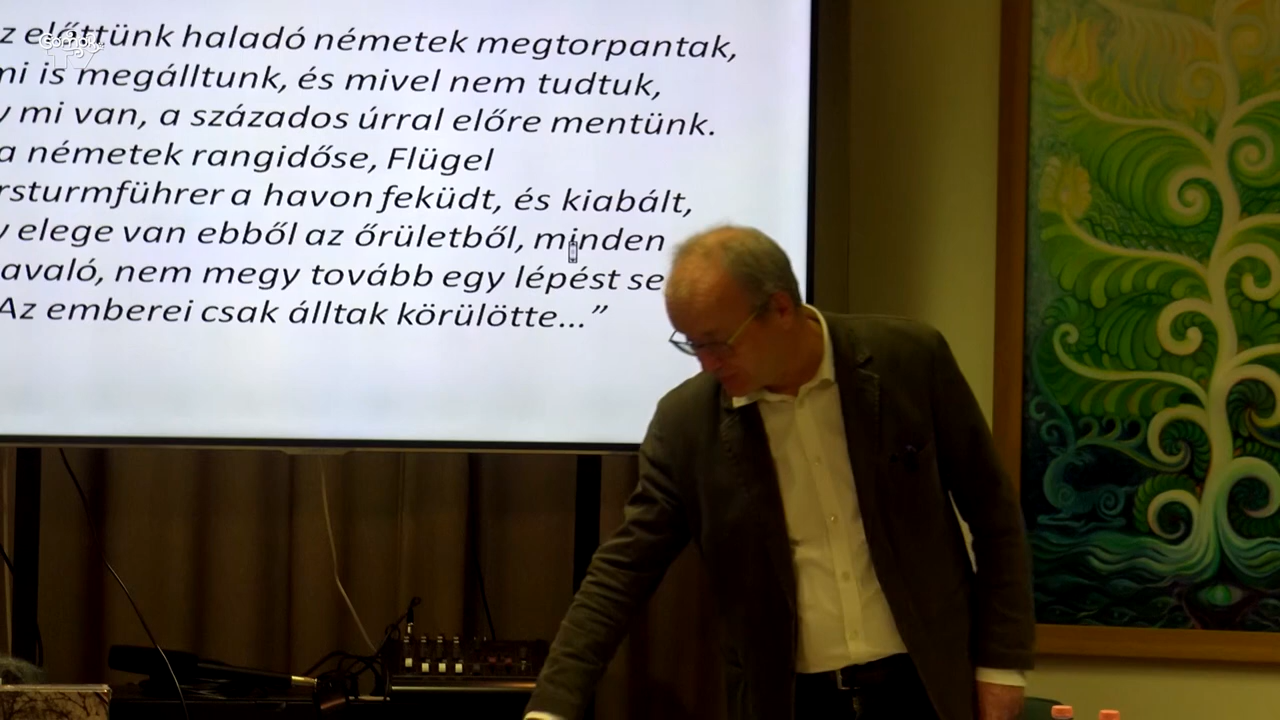 z előttünk haladó németek megtorpantak,
mi is megálltunk, és mivel nem tudtuk,
y mi van, a százados úrral előre mentünk.
a németek rangidőse, Flügel
rsturmführer a havon feküdt, és kiabált,
y elege van ebből az őrületből, minden
avaló, nem megy tovább egy lépést se
Az emberei csak álltak körülötte…”